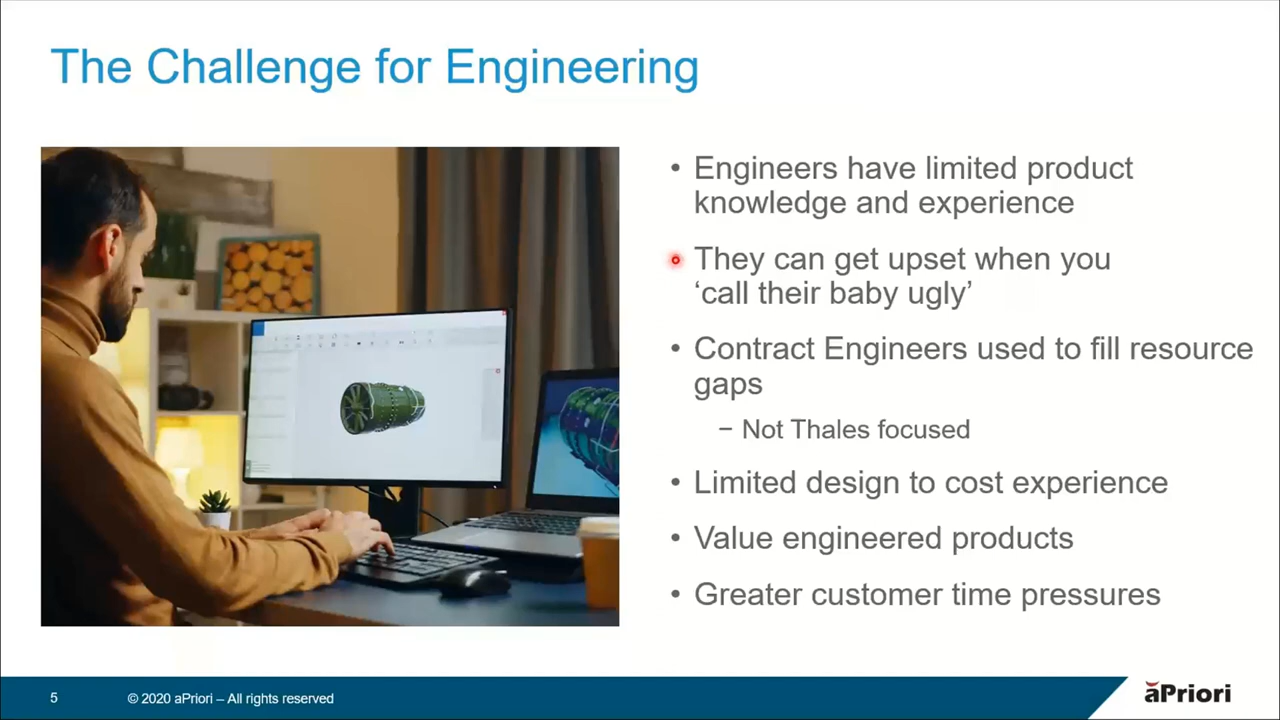 The Challenge for Engineering
• Engineers have limited product
knowledge and experience
• They can get upset when you
‘call their baby ugly’
• Contract Engineers used to fill resource
gaps
− Not Thales focused
• Limited design to cost experience
• Value engineered products
• Greater customer time pressures
5
© 2020 aPriori – All rights reserved
aPriori